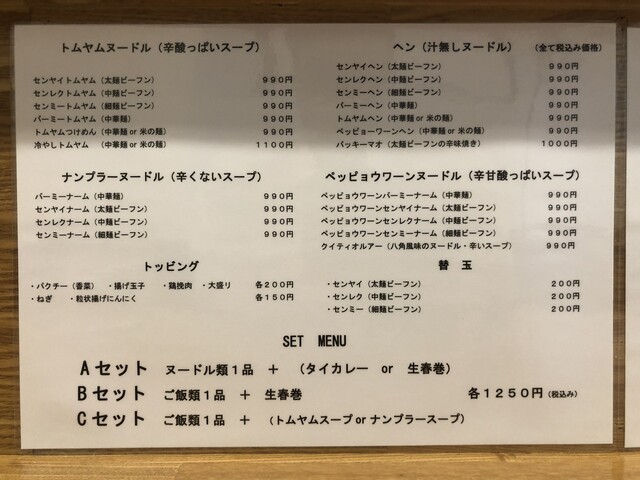 トムヤムヌードル（辛酸っぱいスープ）
センヤイトムヤム（太麺ビーフン） ９９０円
センレクトムヤム（中麺ビーフン） ９９０円
センミートムヤム（細麺ビーフン） ９９０円
バーミートムヤム（中華麺） ９９０円
トムヤムつけめん（中華麺or米の麺） ９９０円
冷やしトムヤム （中華麺or米の麺） １１００円
ヘン（汁無しヌードル） （全て税込み価格）
センヤイヘン（太麺ビーフン） ９９０円
センレクヘン（中麺ビーフン） ９９０円
センミーヘン（細麺ビーフン） ９９０円
バーミーヘン（中華麺） ９９０円
トムヤムヘン（中華麺or米の麺） ９９０円
ペッピョーワーンヘン（中華麺or米の麺） ９９０円
パッキーマオ（太麺ビーフンの辛味焼き） １０００円
ナンプラーヌードル（辛くないスープ）
バーミーナーム（中華麺） ９９０円
センヤイナーム（太麺ビーフン） ９９０円
センレクナーム（中麺ビーフン） ９９０円
センミーナーム（細麺ビーフン） ９９０円
ペッピョウワーンヌードル（辛甘酸っぱいスープ）
ペッピョウワーンバーミーナーム（中華麺） ９９０円
ペッピョウワーンセンヤイナーム（太麺ビーフン） ９９０円
ペッピョウワーンセンレクナーム（中麺ビーフン） ９９０円
ペッピョウワーンセンミーナーム（細麺ビーフン） ９９０円
クイティオルアー（八角風味のヌードル・辛いスープ） ９９０円
トッピング
・パクチー（香菜） ・揚げ玉子 ・鶏挽肉 ・大盛り 各２００円
・ねぎ ・粒状揚げにんにく 各１５０円
替 玉
・センヤイ（太麺ビーフン） ２００円
・センレク（中麺ビーフン） ２００円
・センミー（細麺ビーフン） ２００円
SET MENU
Aセット ヌードル類１品 ＋ （タイカレー or 生春巻）
Bセット ご飯類１品 ＋ 生春巻 各１２５０円（税込み）
Cセット ご飯類１品 ＋ （トムヤムスープorナンプラースープ）